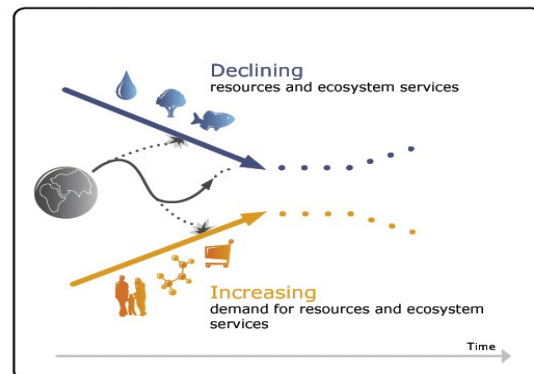 Declining
resources and ecosystem services
Increasing
demand for resources and ecosystem
services
Time